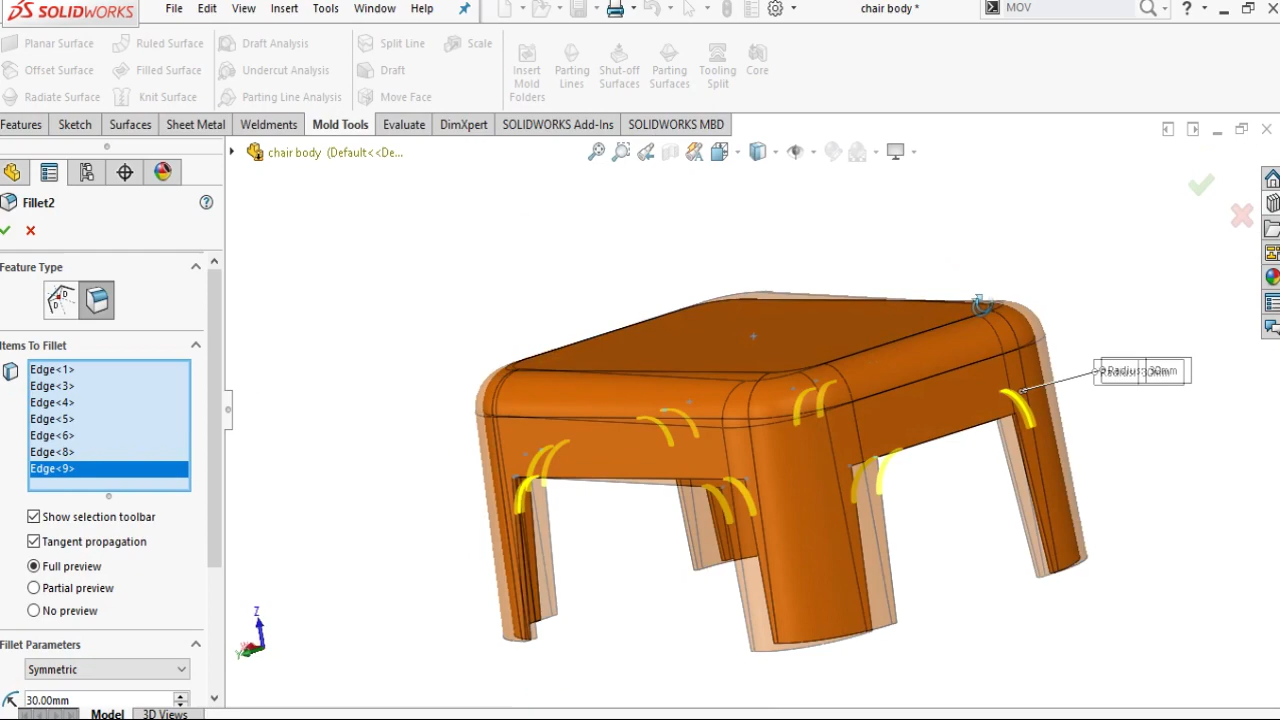 SOLIDWORKS File Edit View Insert Tools Window Help chair body * MOV ?
Planar Surface Ruled Surface Draft Analysis Split Line Scale
Offset Surface Filled Surface Undercut Analysis Draft
Radiate Surface Knit Surface Parting Line Analysis Move Face
Insert Mold Folders Parting Lines Shut-off Surfaces Parting Surfaces Tooling Split Core
Features Sketch Surfaces Sheet Metal Weldments Mold Tools Evaluate DimXpert SOLIDWORKS Add-Ins SOLIDWORKS MBD
chair body (Default<<De...
Fillet2
Feature Type
Items To Fillet
Edge<1>
Edge<3>
Edge<4>
Edge<5>
Edge<6>
Edge<8>
Edge<9>
Show selection toolbar
Tangent propagation
Full preview
Partial preview
No preview
Fillet Parameters
Symmetric
30.00mm
Radius: 30mm
Z
Y
Model 3D Views